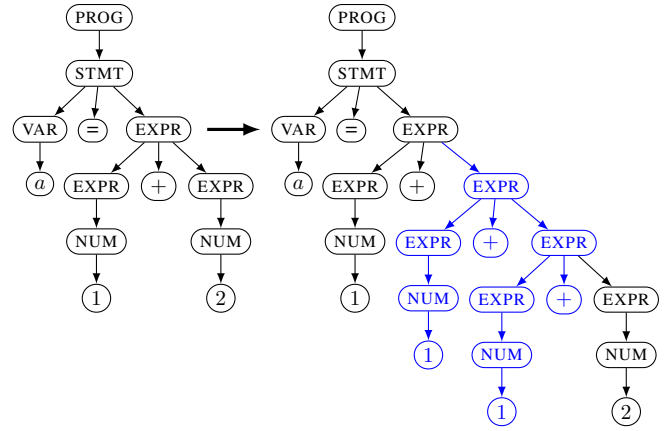 PROG PROG
STMT STMT
VAR = EXPR VAR = EXPR
a EXPR + EXPR a EXPR + EXPR
NUM NUM NUM EXPR + EXPR
1 2 1 NUM EXPR + EXPR
1 NUM NUM
1 2